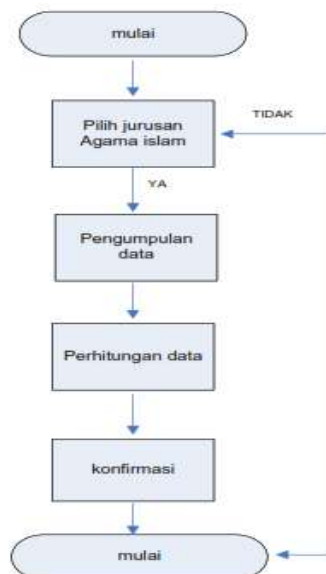 mulai
Pilih jurusan
Agama islam
TIDAK
YA
Pengumpulan
data
Perhitungan data
konfirmasi
mulai